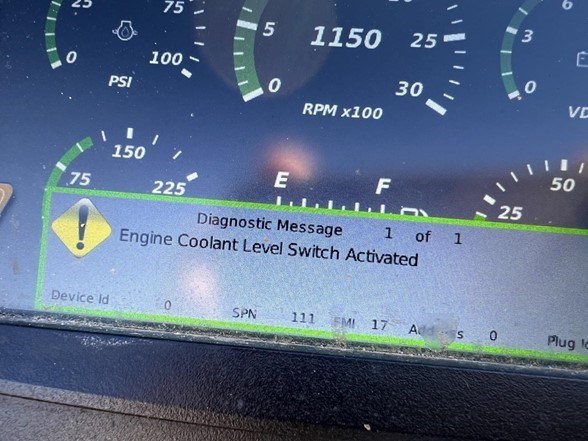 25 75 6
5 1150 25 3
0 100 0 30 0
PSI RPM x100
150
75 225 E F 50
25
Diagnostic Message 1 of 1
Engine Coolant Level Switch Activated
Device Id 0 SPN 111 FMI 17 0 Plug